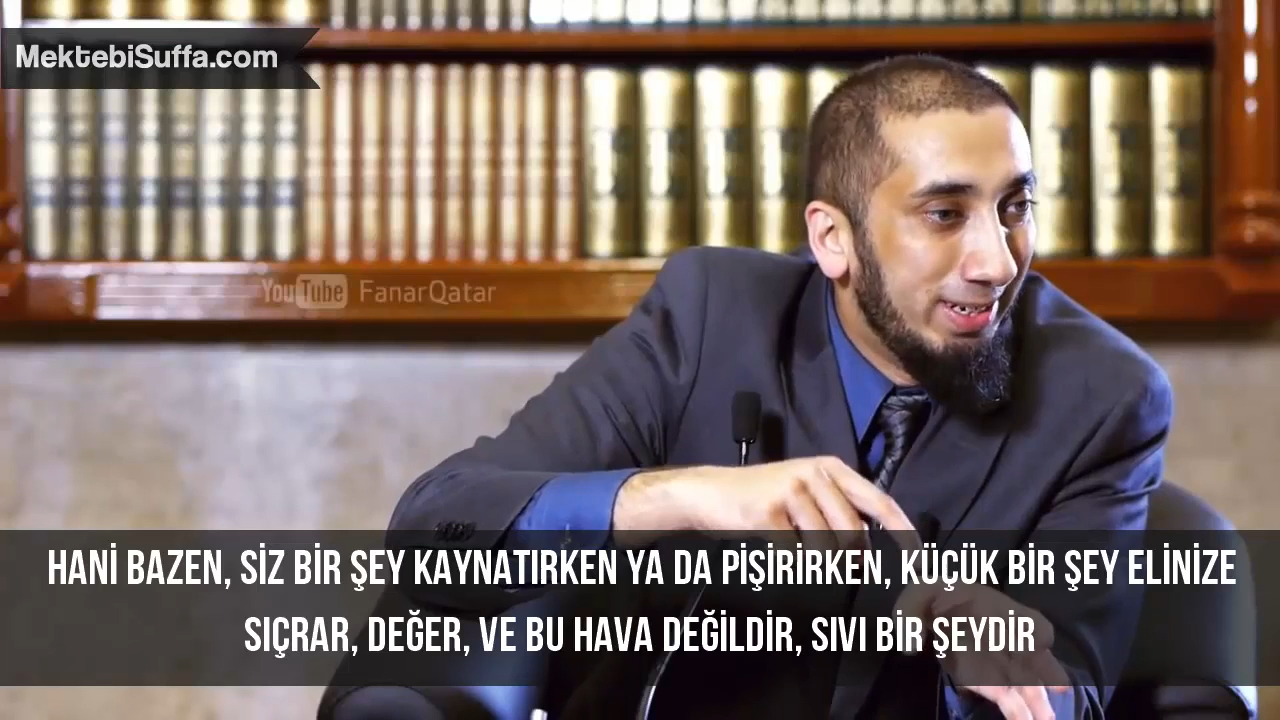 MektebiSuffa.com
YouTube FanarQatar
HANİ BAZEN, SİZ BİR ŞEY KAYNATIRKEN YA DA PİŞİRİRKEN, KÜÇÜK BİR ŞEY ELİNİZE
SIÇRAR, DEĞER, VE BU HAVA DEĞİLDİR, SIVI BİR ŞEYDİR